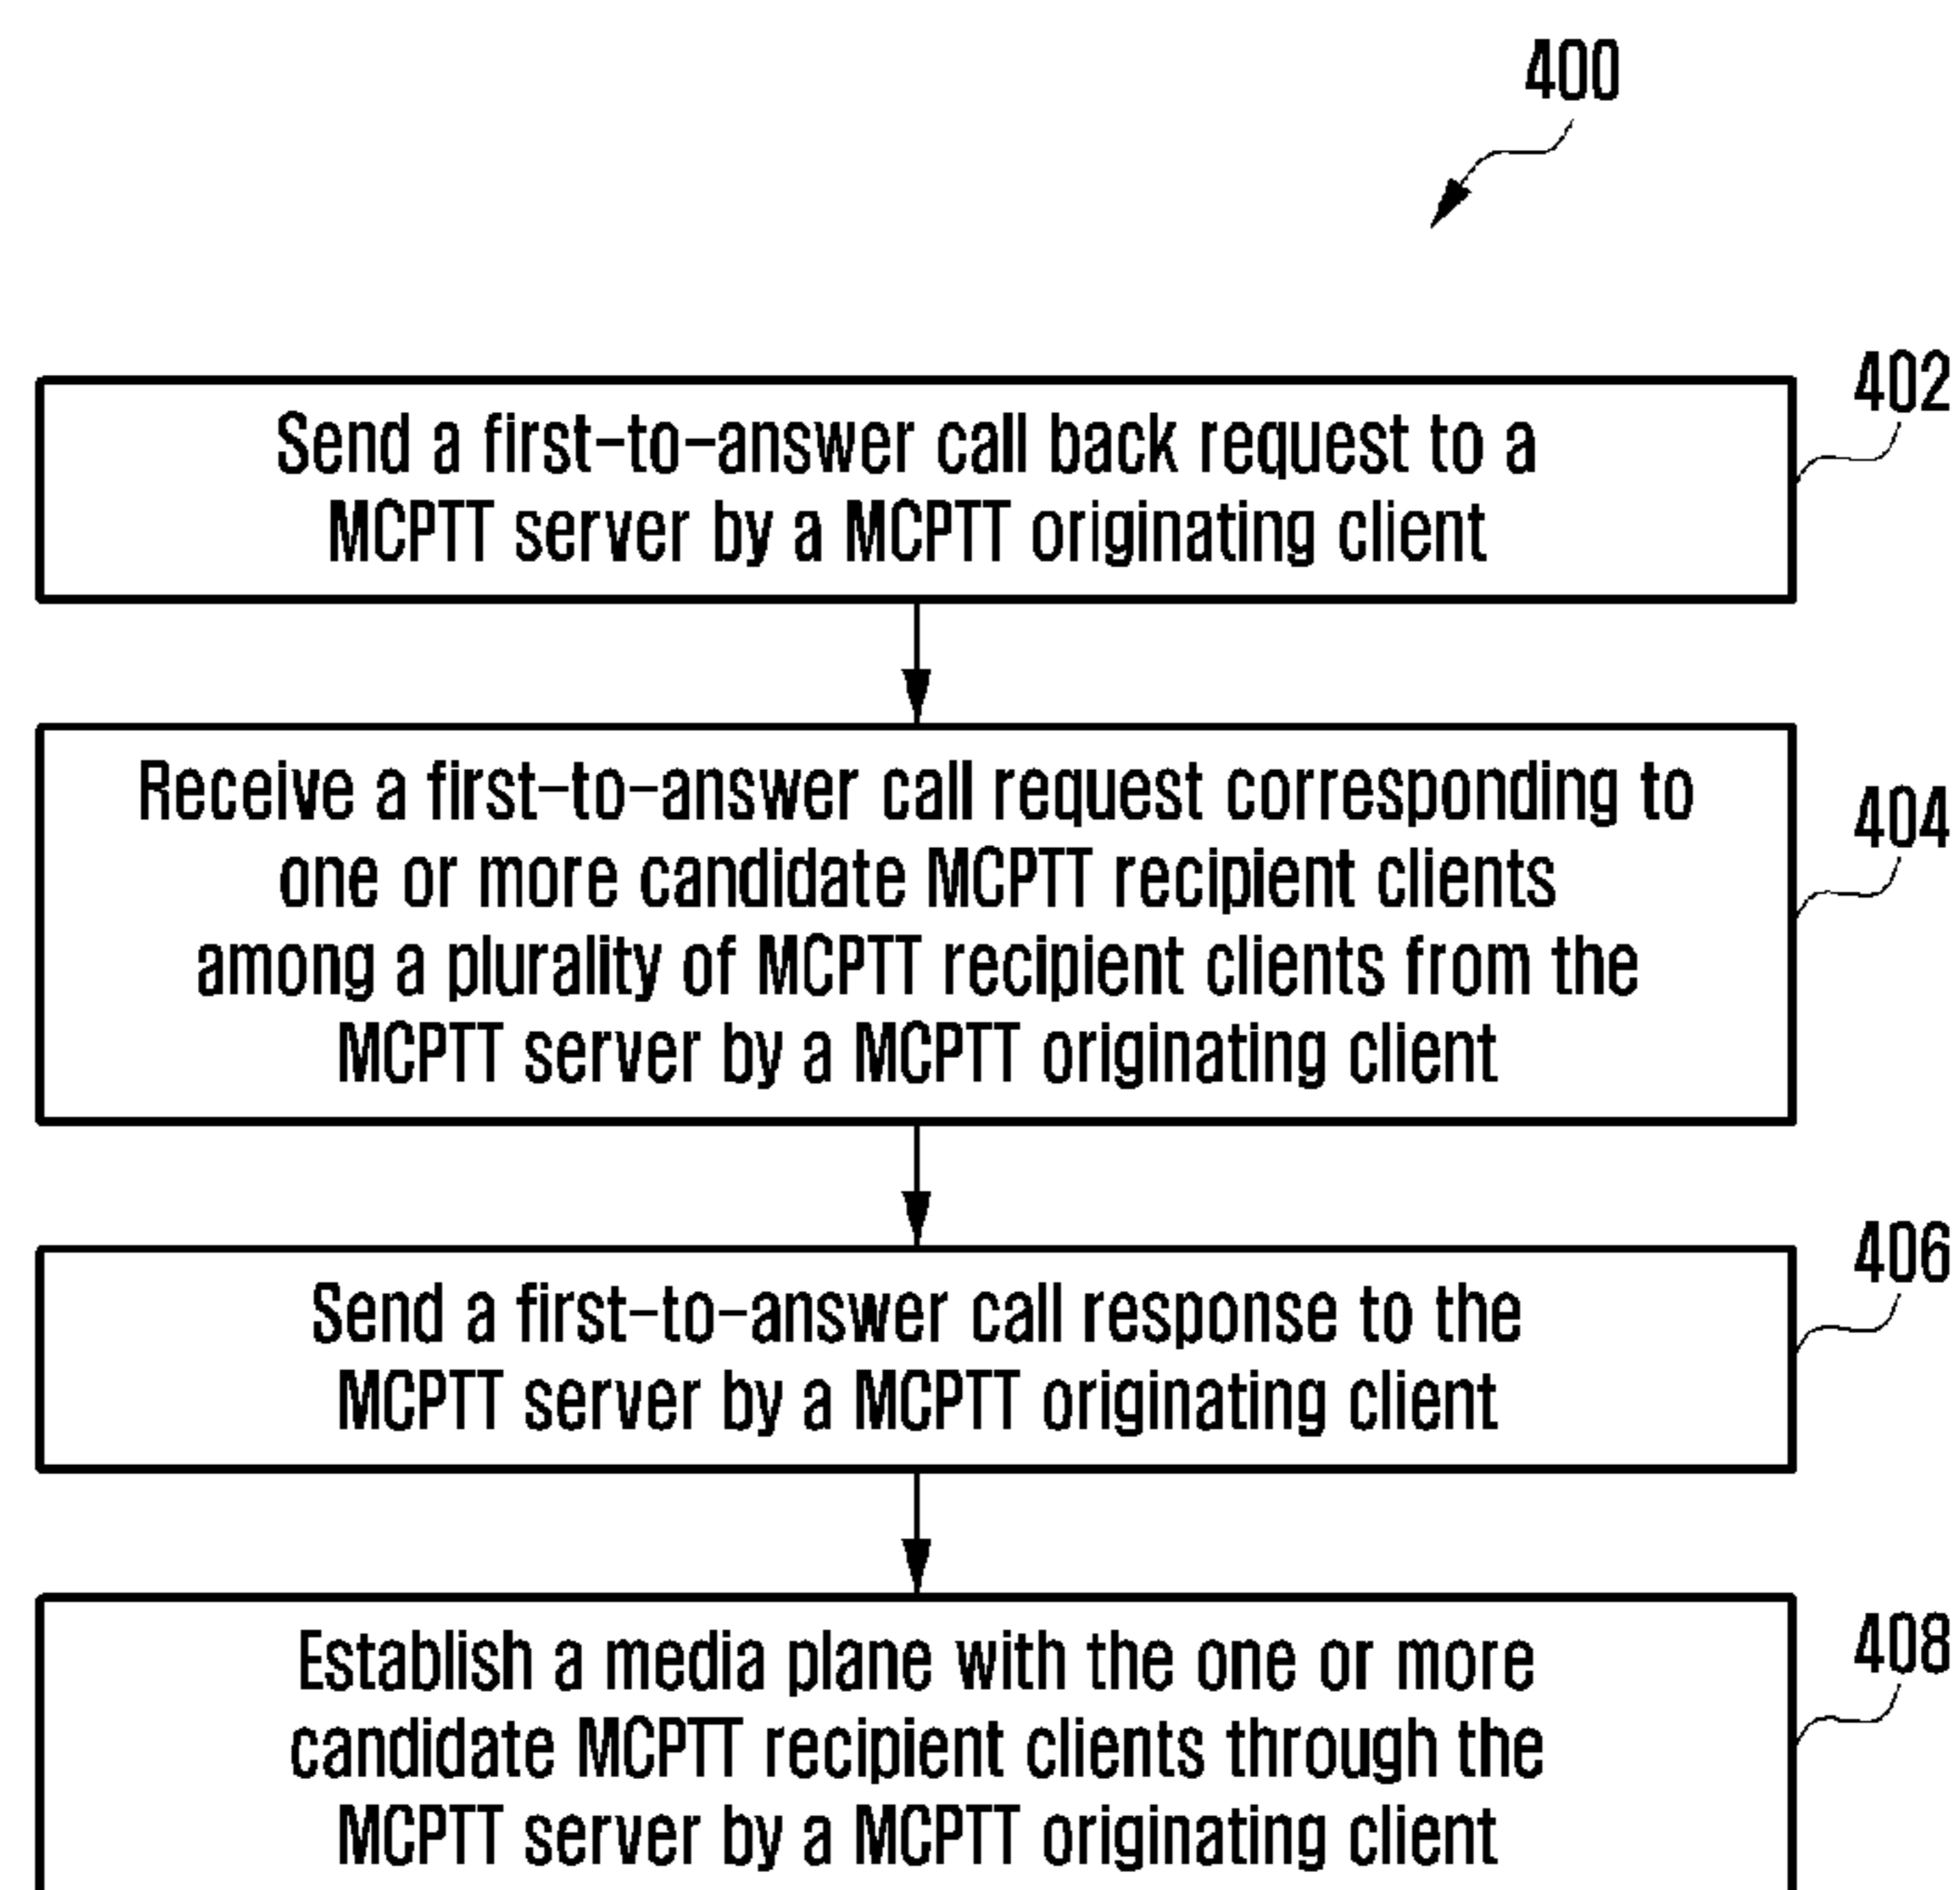 400
402
Send a first-to-answer call back request to a
MCPTT server by a MCPTT originating client
404
Receive a first-to-answer call request corresponding to
one or more candidate MCPTT recipient clients
among a plurality of MCPTT recipient clients from the
MCPTT server by a MCPTT originating client
406
Send a first-to-answer call response to the
MCPTT server by a MCPTT originating client
408
Establish a media plane with the one or more
candidate MCPTT recipient clients through the
MCPTT server by a MCPTT originating client